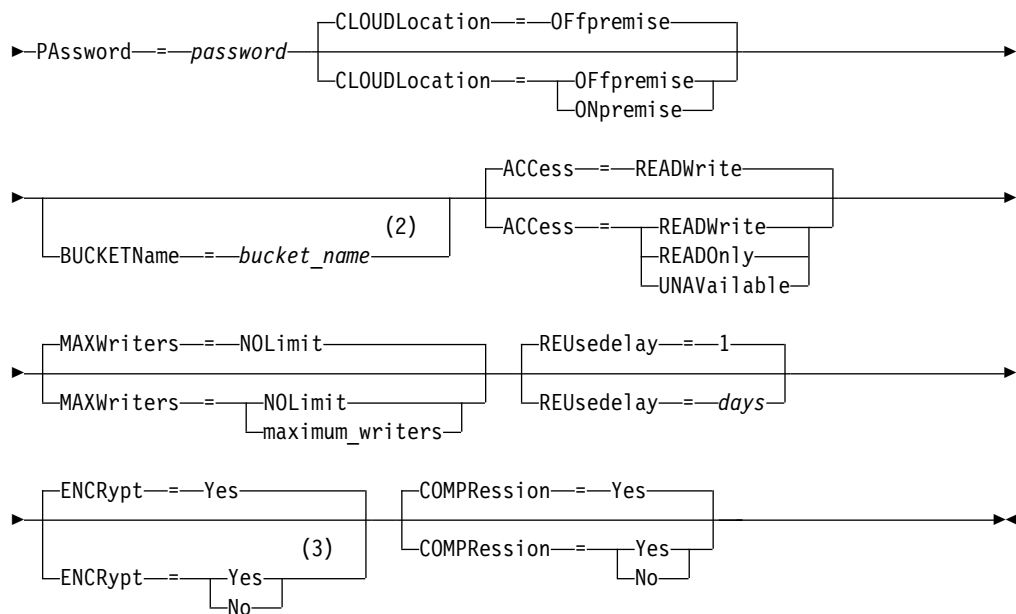 CLOUDLocation = OFfpremise
PAssword = password
CLOUDLocation = OFfpremise
ONpremise
ACCess = READWrite
(2)
BUCKETName = bucket_name
ACCess = READWrite
READOnly
UNAVailable
MAXWriters = NOLimit
REUsedelay = 1
MAXWriters = NOLimit
maximum_writers
REUsedelay = days
ENCRypt = Yes
COMPRession = Yes
(3)
ENCRypt = Yes
No
COMPRession = Yes
No